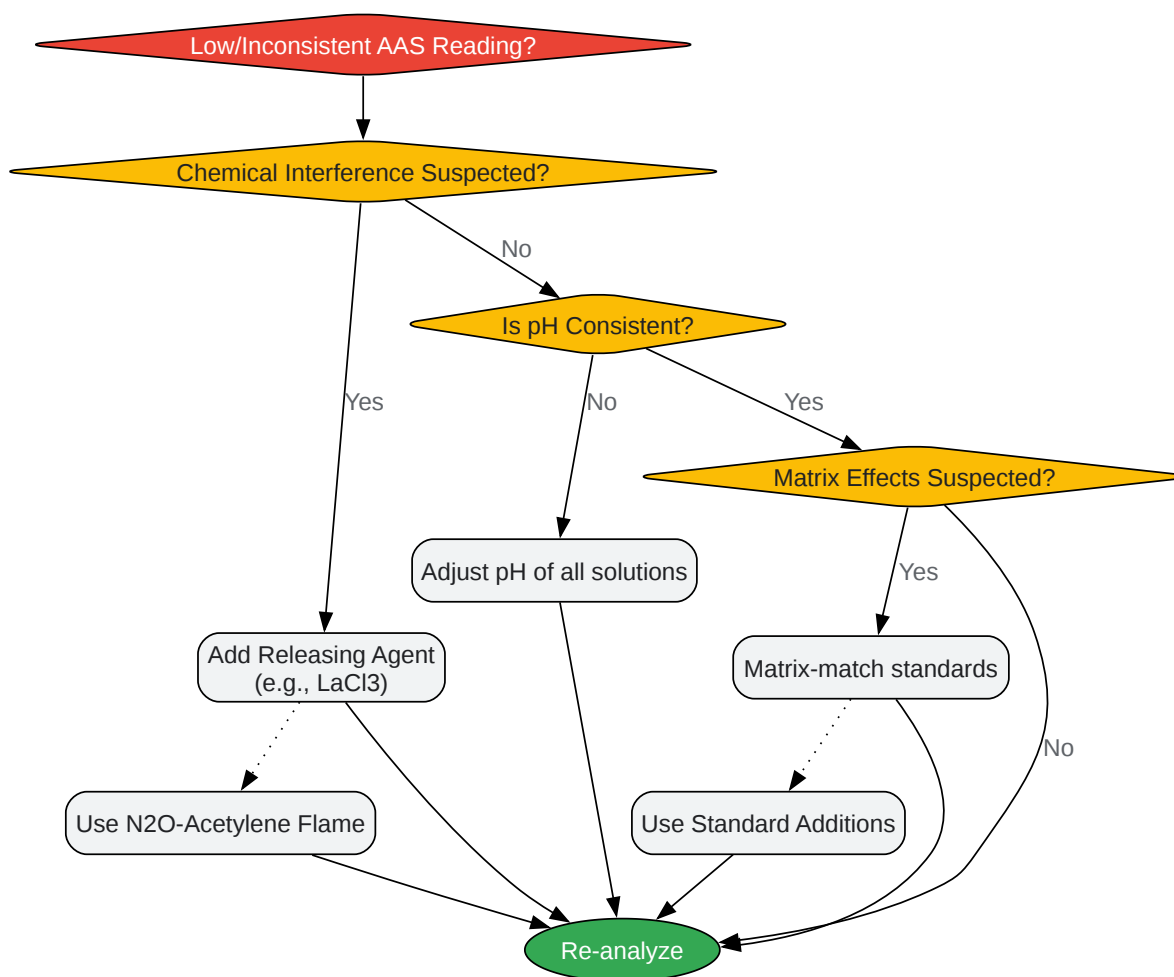 Low/Inconsistent AAS Reading?
Chemical Interference Suspected?
No
Is pH Consistent?
Yes
No
Yes
Matrix Effects Suspected?
Adjust pH of all solutions
Yes
Add Releasing Agent
(e.g., LaCl3)
Matrix-match standards
No
Use N2O-Acetylene Flame
Use Standard Additions
Re-analyze